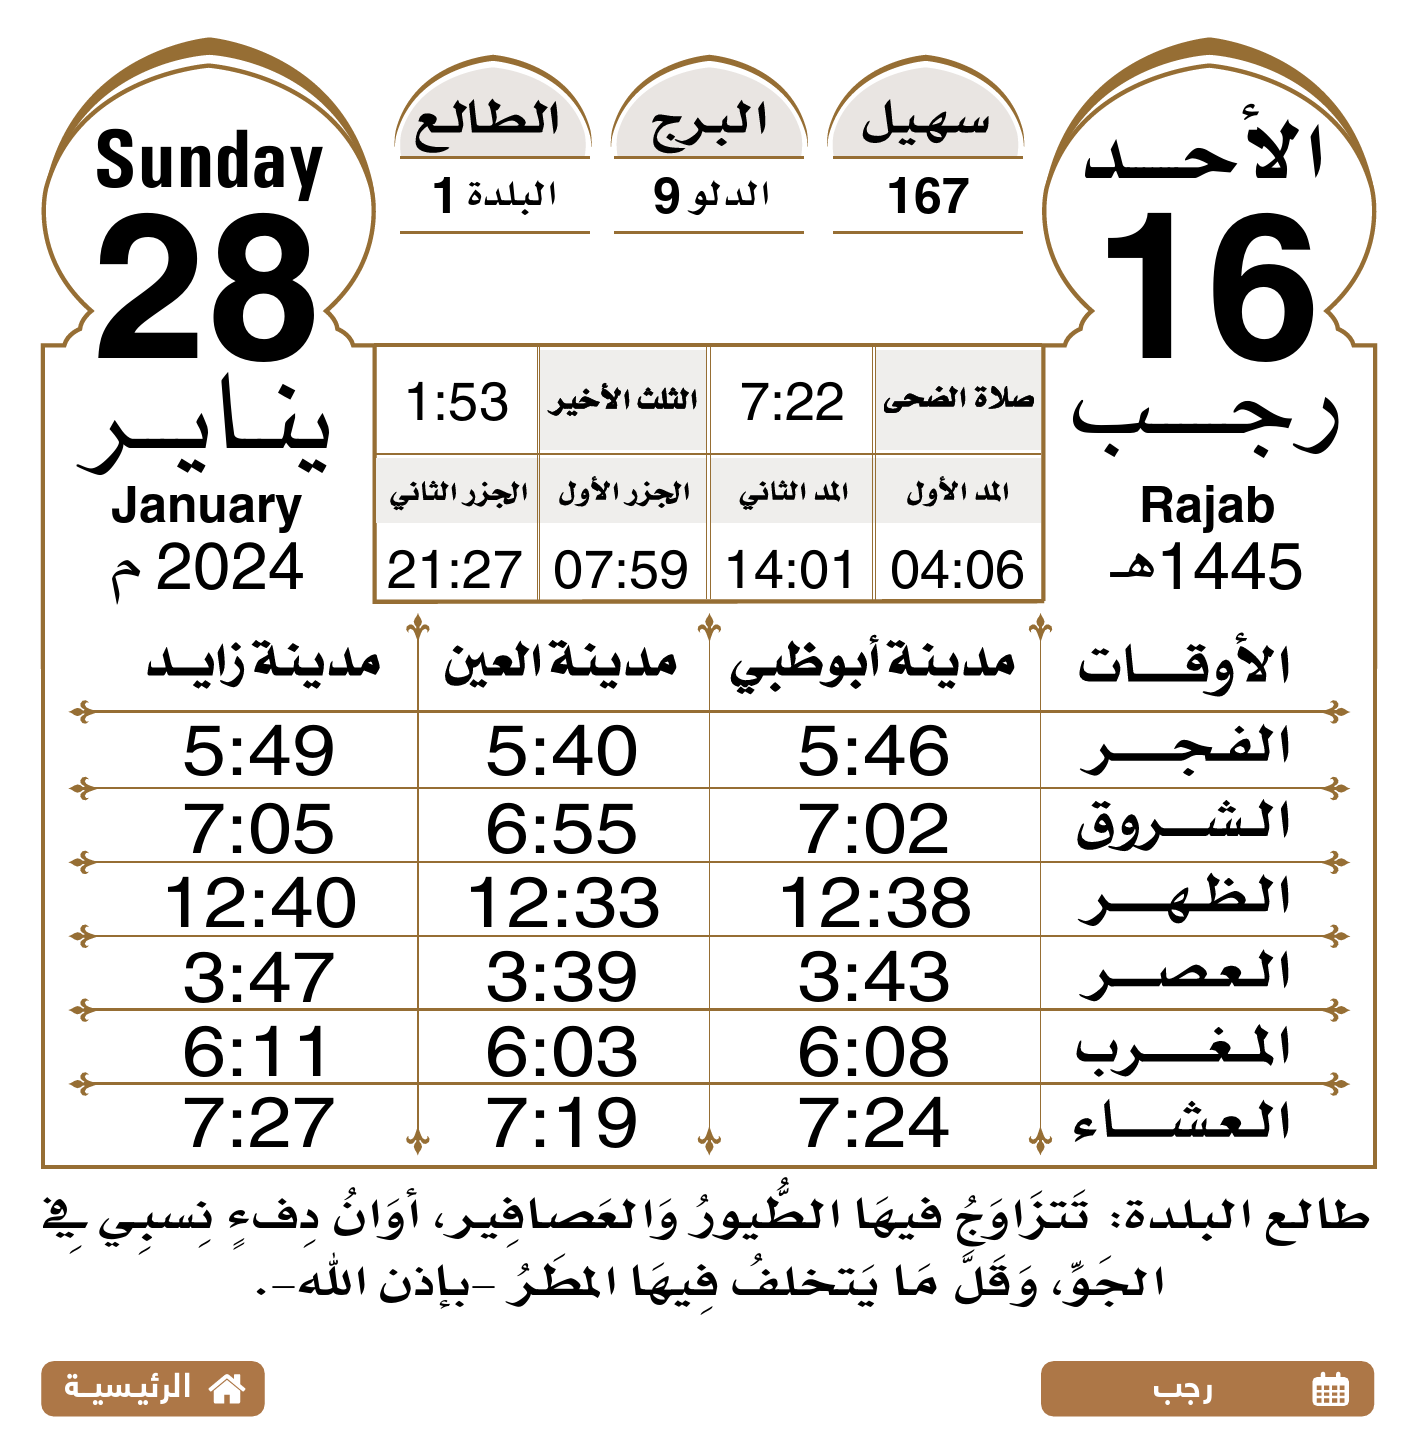 الأحد
16
رجب
Rajab
1445هـ
سهيل
167
البرج
الدلو 9
الطالع
البلدة 1
Sunday
28
يناير
January
2024 م
صلاة الضحى 7:22 الثلث الأخير 1:53
المد الأول المد الثاني الجزر الأول الجزر الثاني
04:06 14:01 07:59 21:27
الأوقات مدينة أبوظبي مدينة العين مدينة زايد
الفجر 5:46 5:40 5:49
الشروق 7:02 6:55 7:05
الظهر 12:38 12:33 12:40
العصر 3:43 3:39 3:47
المغرب 6:08 6:03 6:11
العشاء 7:24 7:19 7:27
طالع البلدة: تَتزَاوَجُ فيهَا الطُّيورُ وَالعَصافِير، أوَانُ دِفءٍ نِسبِي فِي
الجَوِّ، وَقَلَّ مَا يَتخلفُ فِيهَا المطَرُ -بإذن الله-.
رجب
الرئيسية